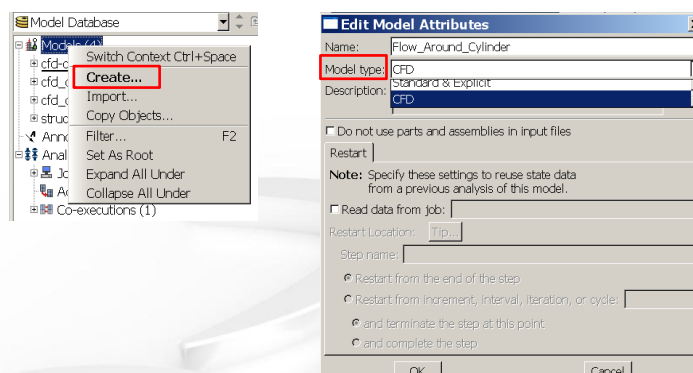 Model Database
Models (4)
Switch Context Ctrl+Space
Create...
Import...
Copy Objects...
Filter... F2
Set As Root
Expand All Under
Collapse All Under
cfd_
cfd_
struc
Anno
Anal
Jo
Co-executions (1)
Edit Model Attributes
Name: Flow_Around_Cylinder
Model type: CFD
Standard & Explicit
Description:
CFD
Do not use parts and assemblies in input files
Restart
Note: Specify these settings to reuse state data
from a previous analysis of this model.
Read data from job:
Restart Location: Tip...
Step name:
Restart from the end of the step
Restart from increment, interval, iteration, or cycle:
and terminate the step at this point
and complete the step
OK Cancel